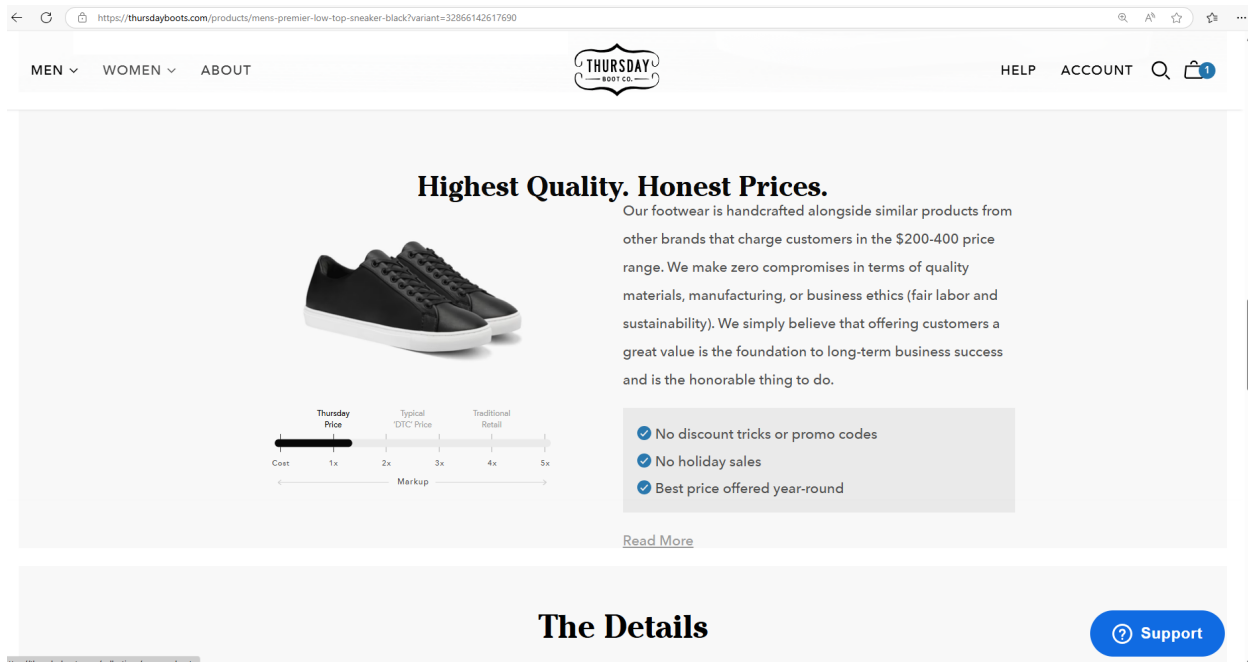 https://thursdayboots.com/products/mens-premier-low-top-sneaker-black?variant=32866142617690
MEN WOMEN ABOUT
THURSDAY
BOOT CO.
HELP ACCOUNT 1
Highest Quality. Honest Prices.
Our footwear is handcrafted alongside similar products from
other brands that charge customers in the $200-400 price
range. We make zero compromises in terms of quality
materials, manufacturing, or business ethics (fair labor and
sustainability). We simply believe that offering customers a
great value is the foundation to long-term business success
and is the honorable thing to do.
Thursday Price
Typical 'DTC' Price
Traditional Retail
Cost 1x 2x 3x 4x 5x
Markup
No discount tricks or promo codes
No holiday sales
Best price offered year-round
Read More
The Details
Support